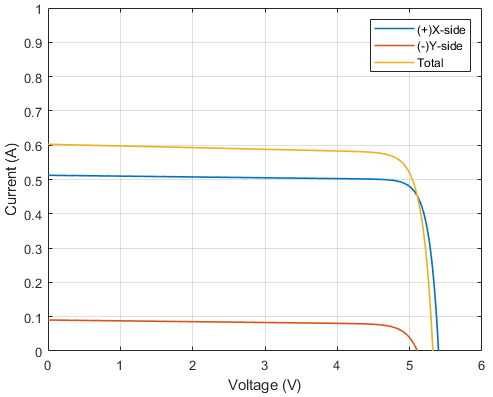 1
0.9
0.8
0.7
0.6
0.5
0.4
0.3
0.2
0.1
0
Current (A)
(+)X-side
(-)Y-side
Total
0 1 2 3 4 5 6
Voltage (V)